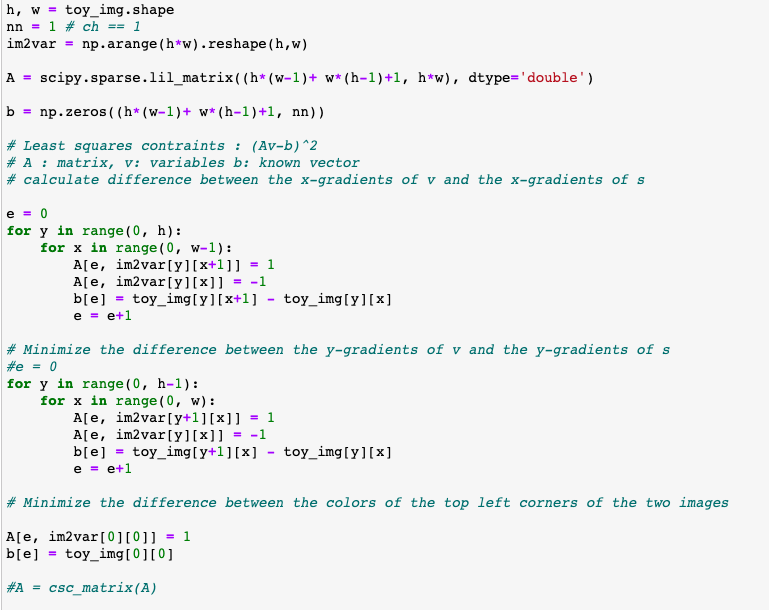 h, w = toy_img.shape
nn = 1 # ch == 1
im2var = np.arange(h*w).reshape(h,w)
A = scipy.sparse.lil_matrix((h*(w-1)+ w*(h-1)+1, h*w), dtype='double')
b = np.zeros((h*(w-1)+ w*(h-1)+1, nn))
# Least squares contraints : (Av-b)^2
# A : matrix, v: variables b: known vector
# calculate difference between the x-gradients of v and the x-gradients of s
e = 0
for y in range(0, h):
    for x in range(0, w-1):
        A[e, im2var[y][x+1]] = 1
        A[e, im2var[y][x]] = -1
        b[e] = toy_img[y][x+1] - toy_img[y][x]
        e = e+1
# Minimize the difference between the y-gradients of v and the y-gradients of s
#e = 0
for y in range(0, h-1):
    for x in range(0, w):
        A[e, im2var[y+1][x]] = 1
        A[e, im2var[y][x]] = -1
        b[e] = toy_img[y+1][x] - toy_img[y][x]
        e = e+1
# Minimize the difference between the colors of the top left corners of the two images
A[e, im2var[0][0]] = 1
b[e] = toy_img[0][0]
#A = csc_matrix(A)